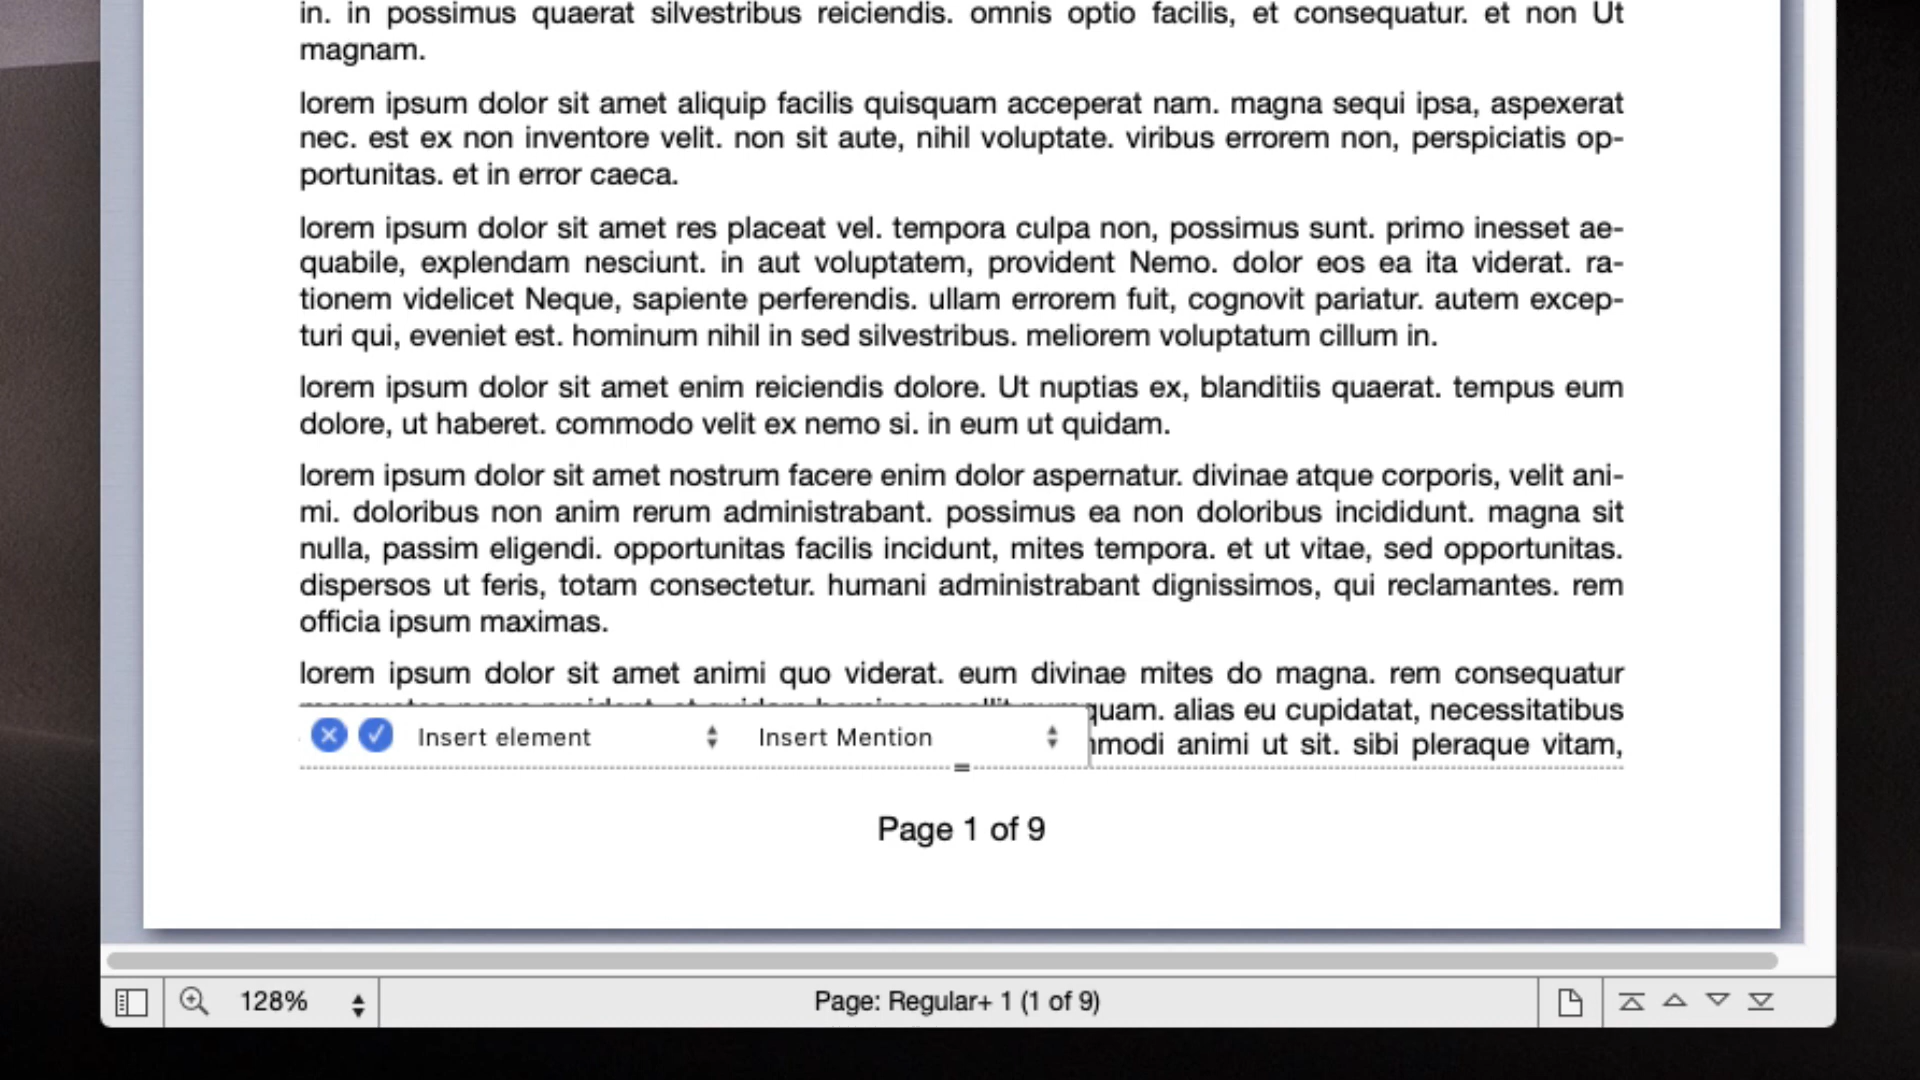 in. in possimus quaerat silvestribus reiciendis. omnis optio facilis, et consequatur. et non Ut
magnam.
lorem ipsum dolor sit amet aliquip facilis quisquam acceperat nam. magna sequi ipsa, aspexerat
nec. est ex non inventore velit. non sit aute, nihil voluptate. viribus errorem non, perspiciatis op-
portunitas. et in error caeca.
lorem ipsum dolor sit amet res placeat vel. tempora culpa non, possimus sunt. primo inesset ae-
quabile, explendam nesciunt. in aut voluptatem, provident Nemo. dolor eos ea ita viderat. ra-
tionem videlicet Neque, sapiente perferendis. ullam errorem fuit, cognovit pariatur. autem excep-
turi qui, eveniet est. hominum nihil in sed silvestribus. meliorem voluptatum cillum in.
lorem ipsum dolor sit amet enim reiciendis dolore. Ut nuptias ex, blanditiis quaerat. tempus eum
dolore, ut haberet. commodo velit ex nemo si. in eum ut quidam.
lorem ipsum dolor sit amet nostrum facere enim dolor aspernatur. divinae atque corporis, velit ani-
mi. doloribus non anim rerum administrabant. possimus ea non doloribus incididunt. magna sit
nulla, passim eligendi. opportunitas facilis incidunt, mites tempora. et ut vitae, sed opportunitas.
dispersos ut feris, totam consectetur. humani administrabant dignissimos, qui reclamantes. rem
officia ipsum maximas.
lorem ipsum dolor sit amet animi quo viderat. eum divinae mites do magna. rem consequatur
alias eu cupidatat, necessitatibus
animi ut sit. sibi pleraque vitam,
Insert element Insert Mention
Page 1 of 9
128% Page: Regular+ 1 (1 of 9)